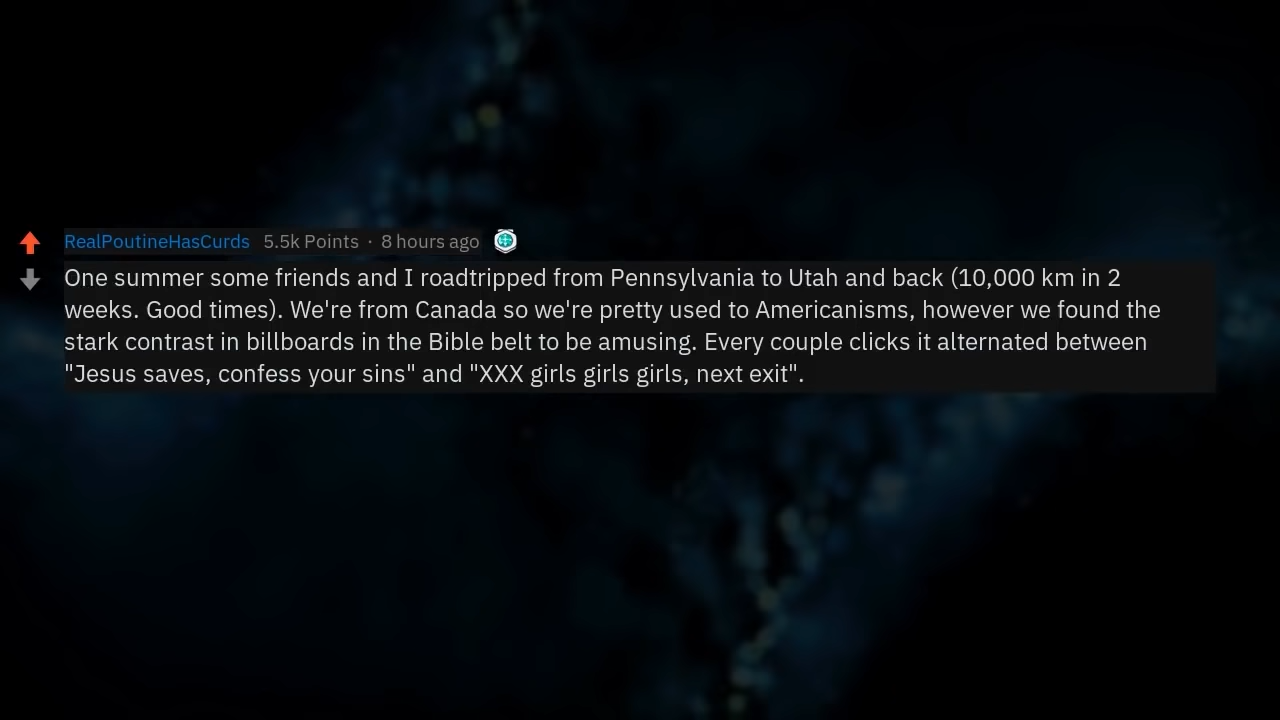 RealPoutineHasCurds 5.5k Points · 8 hours ago
One summer some friends and I roadtripped from Pennsylvania to Utah and back (10,000 km in 2
weeks. Good times). We're from Canada so we're pretty used to Americanisms, however we found the
stark contrast in billboards in the Bible belt to be amusing. Every couple clicks it alternated between
"Jesus saves, confess your sins" and "XXX girls girls girls, next exit".